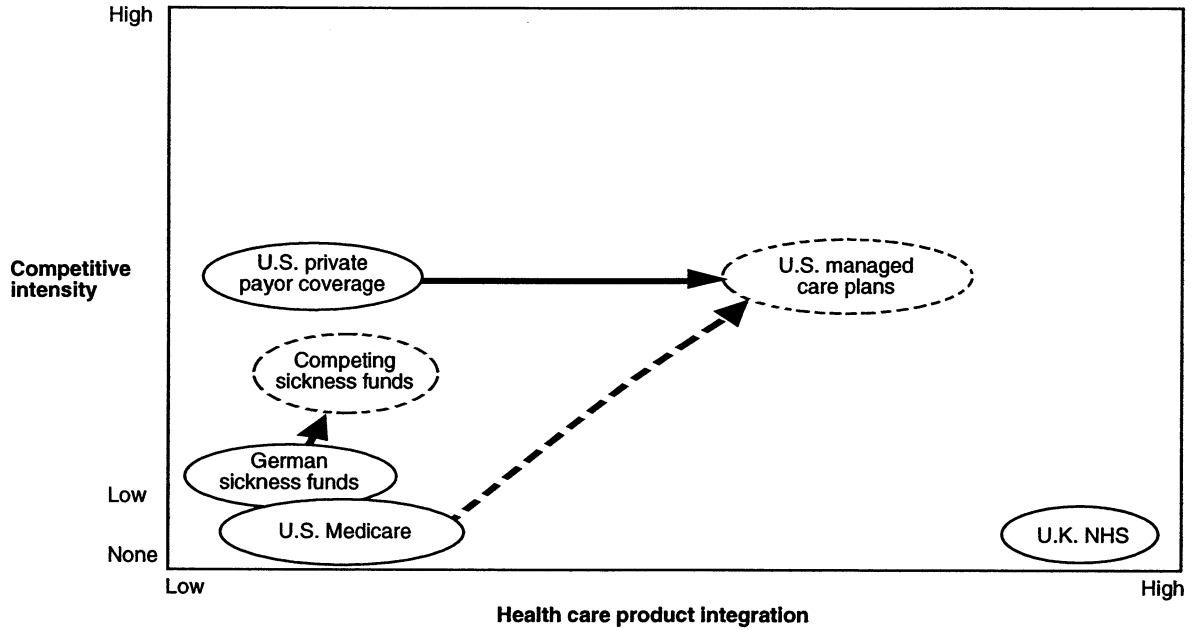 High
Competitive
intensity
U.S. private
payor coverage
U.S. managed
care plans
Competing
sickness funds
German
sickness funds
Low
U.S. Medicare
U.K. NHS
None
Low
High
Health care product integration